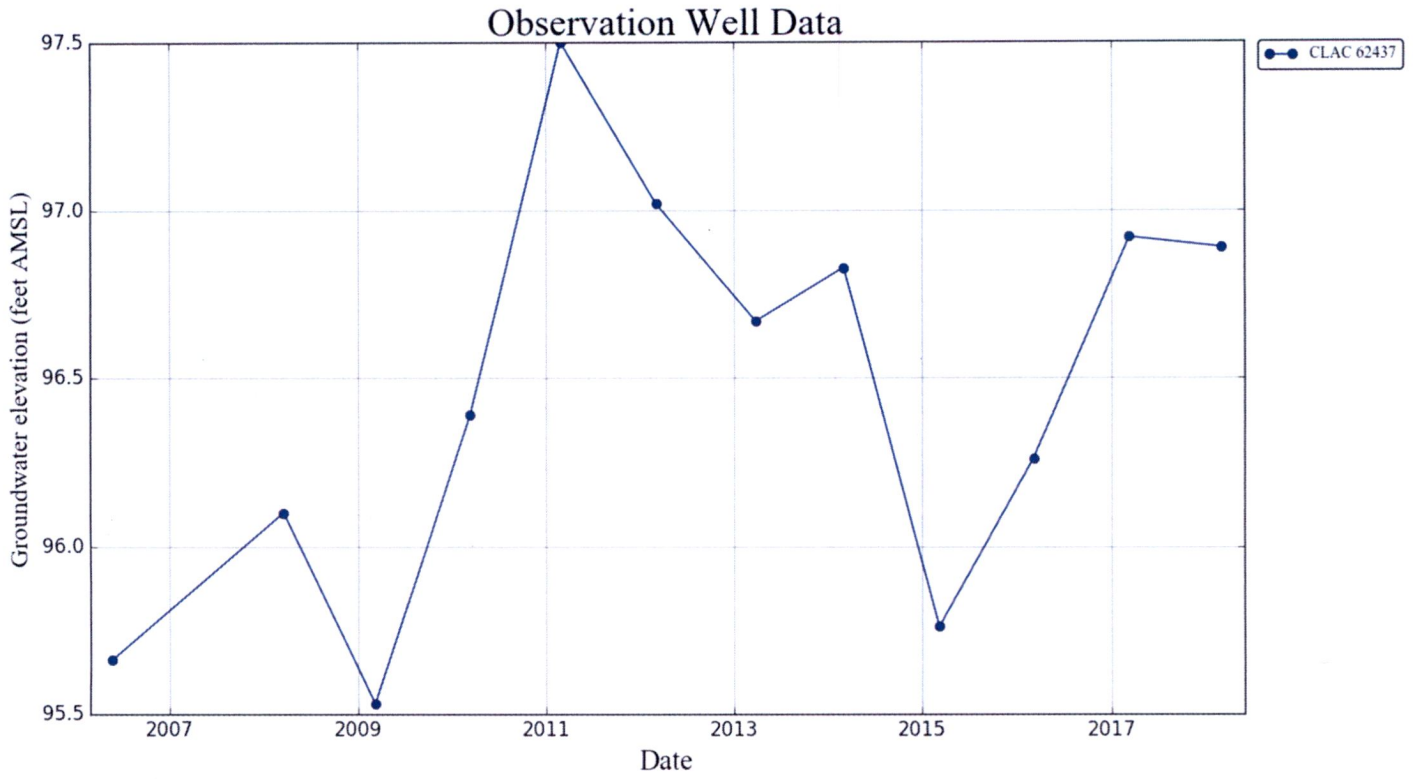 Observation Well Data
CLAC 62437
Groundwater elevation (feet AMSL)
97.5
97.0
96.5
96.0
95.5
2007 2009 2011 2013 2015 2017
Date